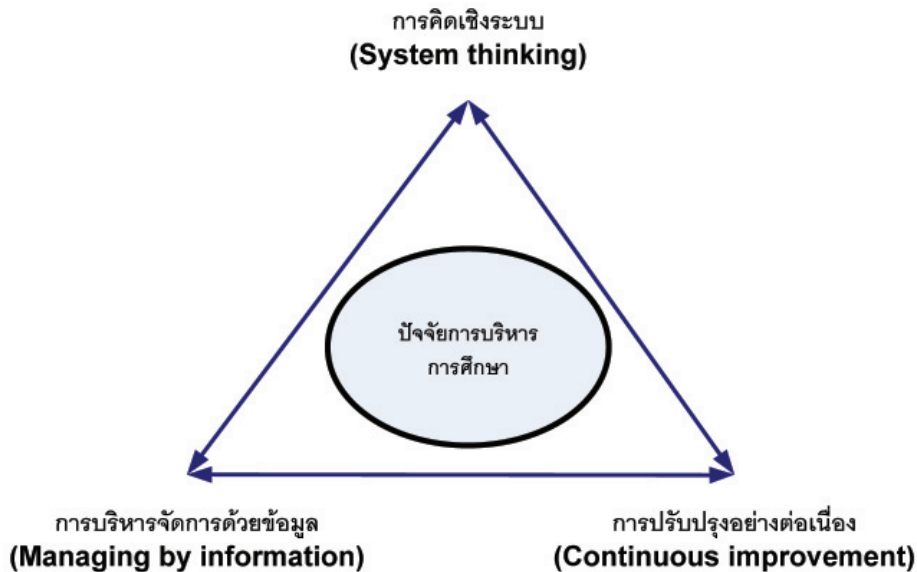 การคิดเชิงระบบ
(System thinking)
ปัจจัยการบริหาร
การศึกษา
การบริหารจัดการด้วยข้อมูล
(Managing by information)
การปรับปรุงอย่างต่อเนื่อง
(Continuous improvement)